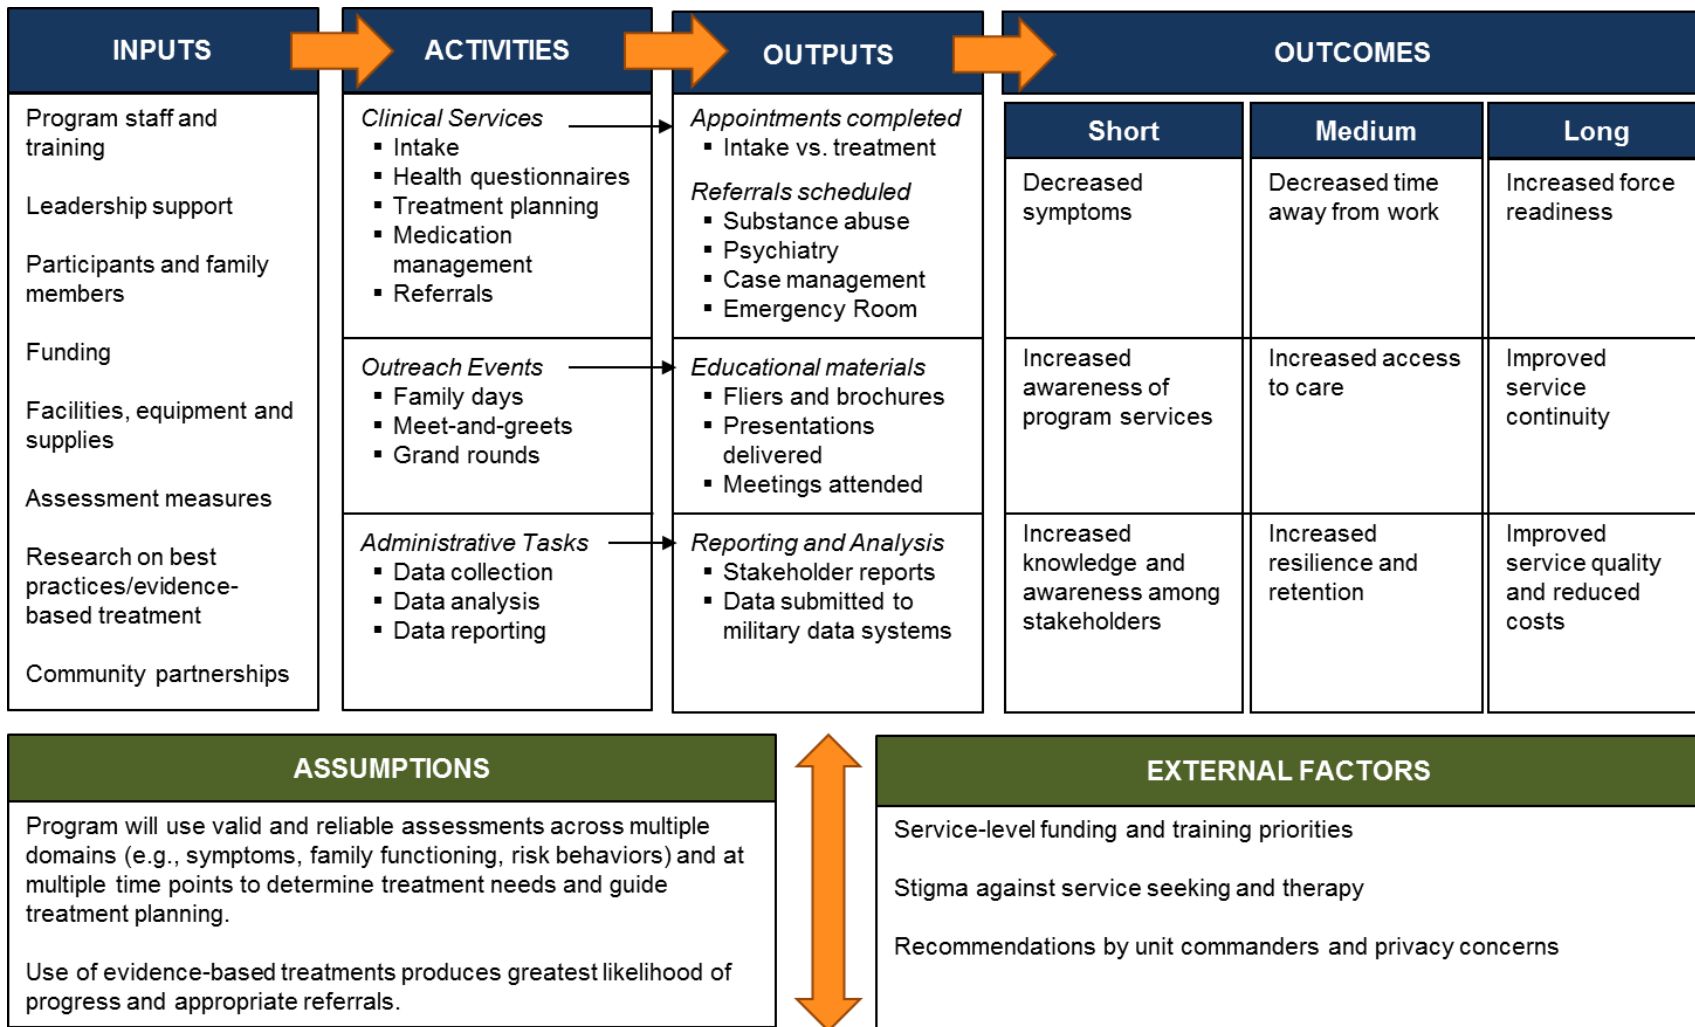 INPUTS
Program staff and
training
Leadership support
Participants and family
members
Funding
Facilities, equipment and
supplies
Assessment measures
Research on best
practices/evidence-
based treatment
Community partnerships
ACTIVITIES
Clinical Services
▪ Intake
▪ Health questionnaires
▪ Treatment planning
▪ Medication
management
▪ Referrals
Outreach Events
▪ Family days
▪ Meet-and-greets
▪ Grand rounds
Administrative Tasks
▪ Data collection
▪ Data analysis
▪ Data reporting
OUTPUTS
Appointments completed
▪ Intake vs. treatment
Referrals scheduled
▪ Substance abuse
▪ Psychiatry
▪ Case management
▪ Emergency Room
Educational materials
▪ Fliers and brochures
▪ Presentations
delivered
▪ Meetings attended
Reporting and Analysis
▪ Stakeholder reports
▪ Data submitted to
military data systems
OUTCOMES
Short
Decreased
symptoms
Increased
awareness of
program services
Increased
knowledge and
awareness among
stakeholders
Medium
Decreased time
away from work
Increased access
to care
Increased
resilience and
retention
Long
Increased force
readiness
Improved
service
continuity
Improved
service quality
and reduced
costs
ASSUMPTIONS
Program will use valid and reliable assessments across multiple
domains (e.g., symptoms, family functioning, risk behaviors) and at
multiple time points to determine treatment needs and guide
treatment planning.
Use of evidence-based treatments produces greatest likelihood of
progress and appropriate referrals.
EXTERNAL FACTORS
Service-level funding and training priorities
Stigma against service seeking and therapy
Recommendations by unit commanders and privacy concerns